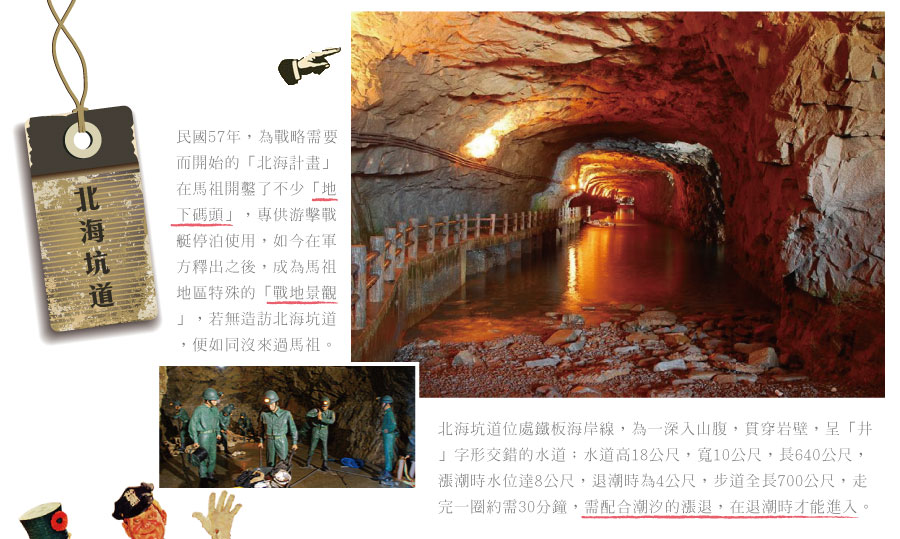 北海坑道
民國57年，為戰略需要
而開始的「北海計畫」
在馬祖開鑿了不少「地
下碼頭」，專供游擊戰
艇停泊使用，如今在軍
方釋出之後，成為馬祖
地區特殊的「戰地景觀
」，若無造訪北海坑道
，便如同沒來過馬祖。
北海坑道位處鐵板海岸線，為一深入山腹，貫穿岩壁，呈「井
」字形交錯的水道；水道高18公尺，寬10公尺，長640公尺，
漲潮時水位達8公尺，退潮時為4公尺，步道全長700公尺，走
完一圈約需30分鐘，需配合潮汐的漲退，在退潮時才能進入。